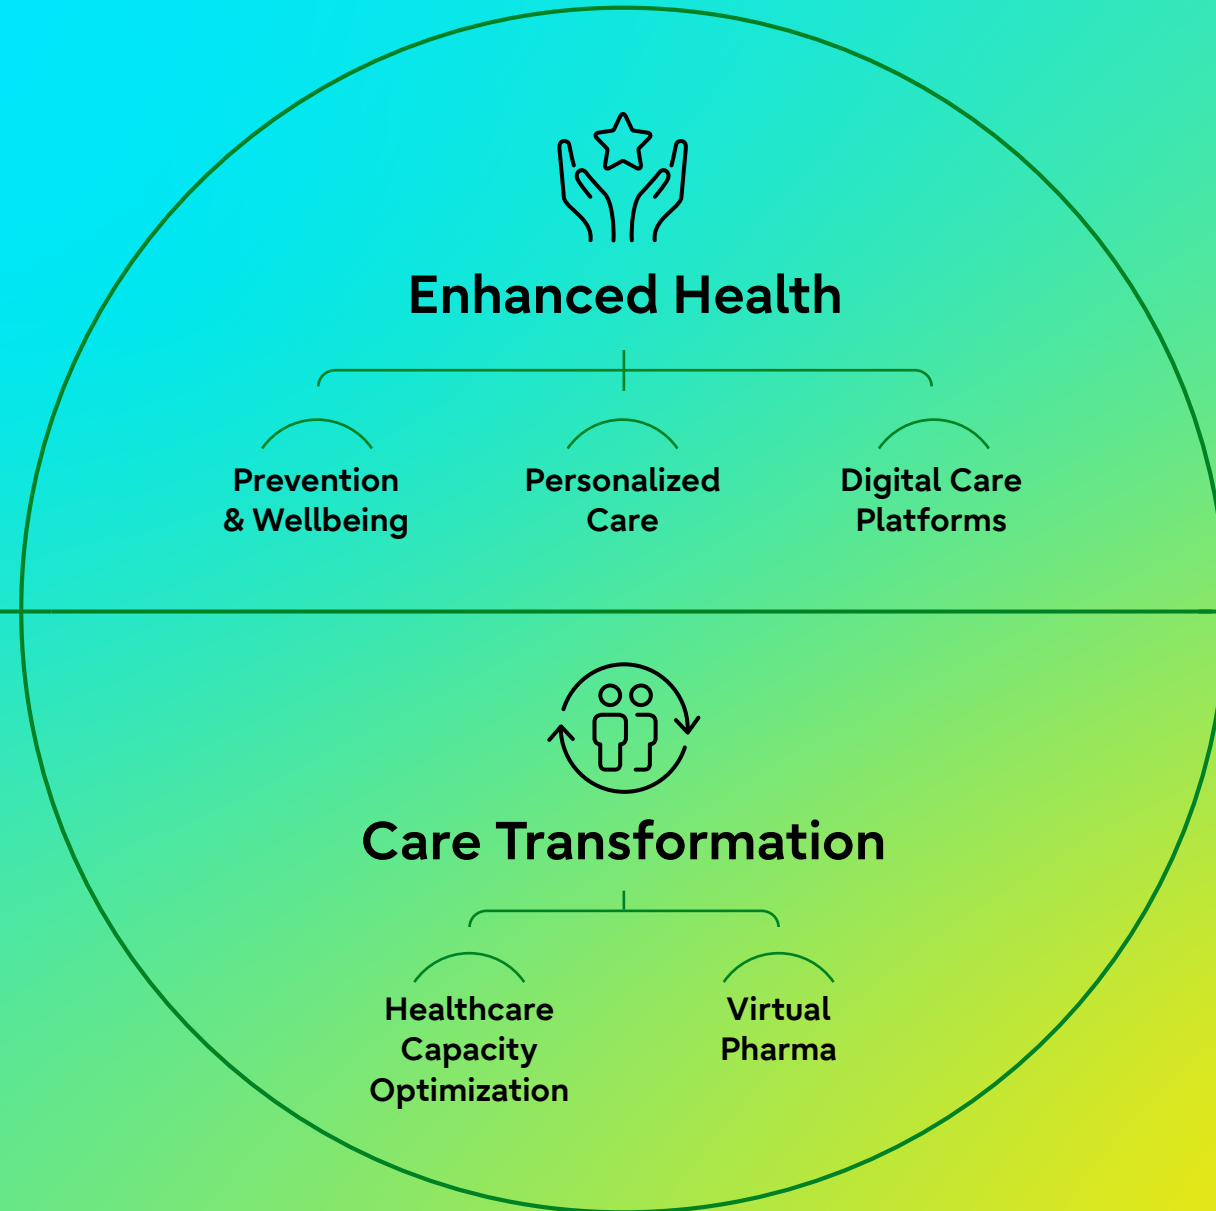 Enhanced Health
Prevention
& Wellbeing
Personalized
Care
Digital Care
Platforms
Care Transformation
Healthcare
Capacity
Optimization
Virtual
Pharma